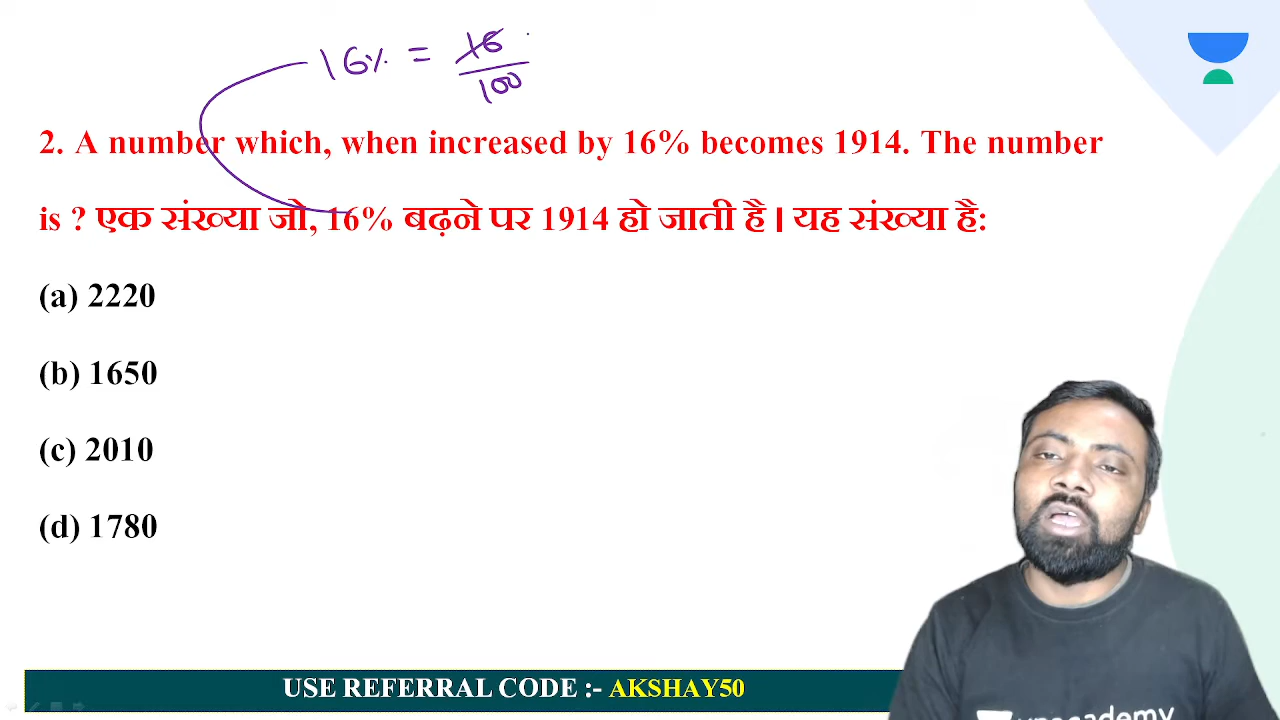 16% = 16/100
2. A number which, when increased by 16% becomes 1914. The number
is ? एक संख्या जो, 16% बढ़ने पर 1914 हो जाती है। यह संख्या है:
(a) 2220
(b) 1650
(c) 2010
(d) 1780
USE REFERRAL CODE :- AKSHAY50